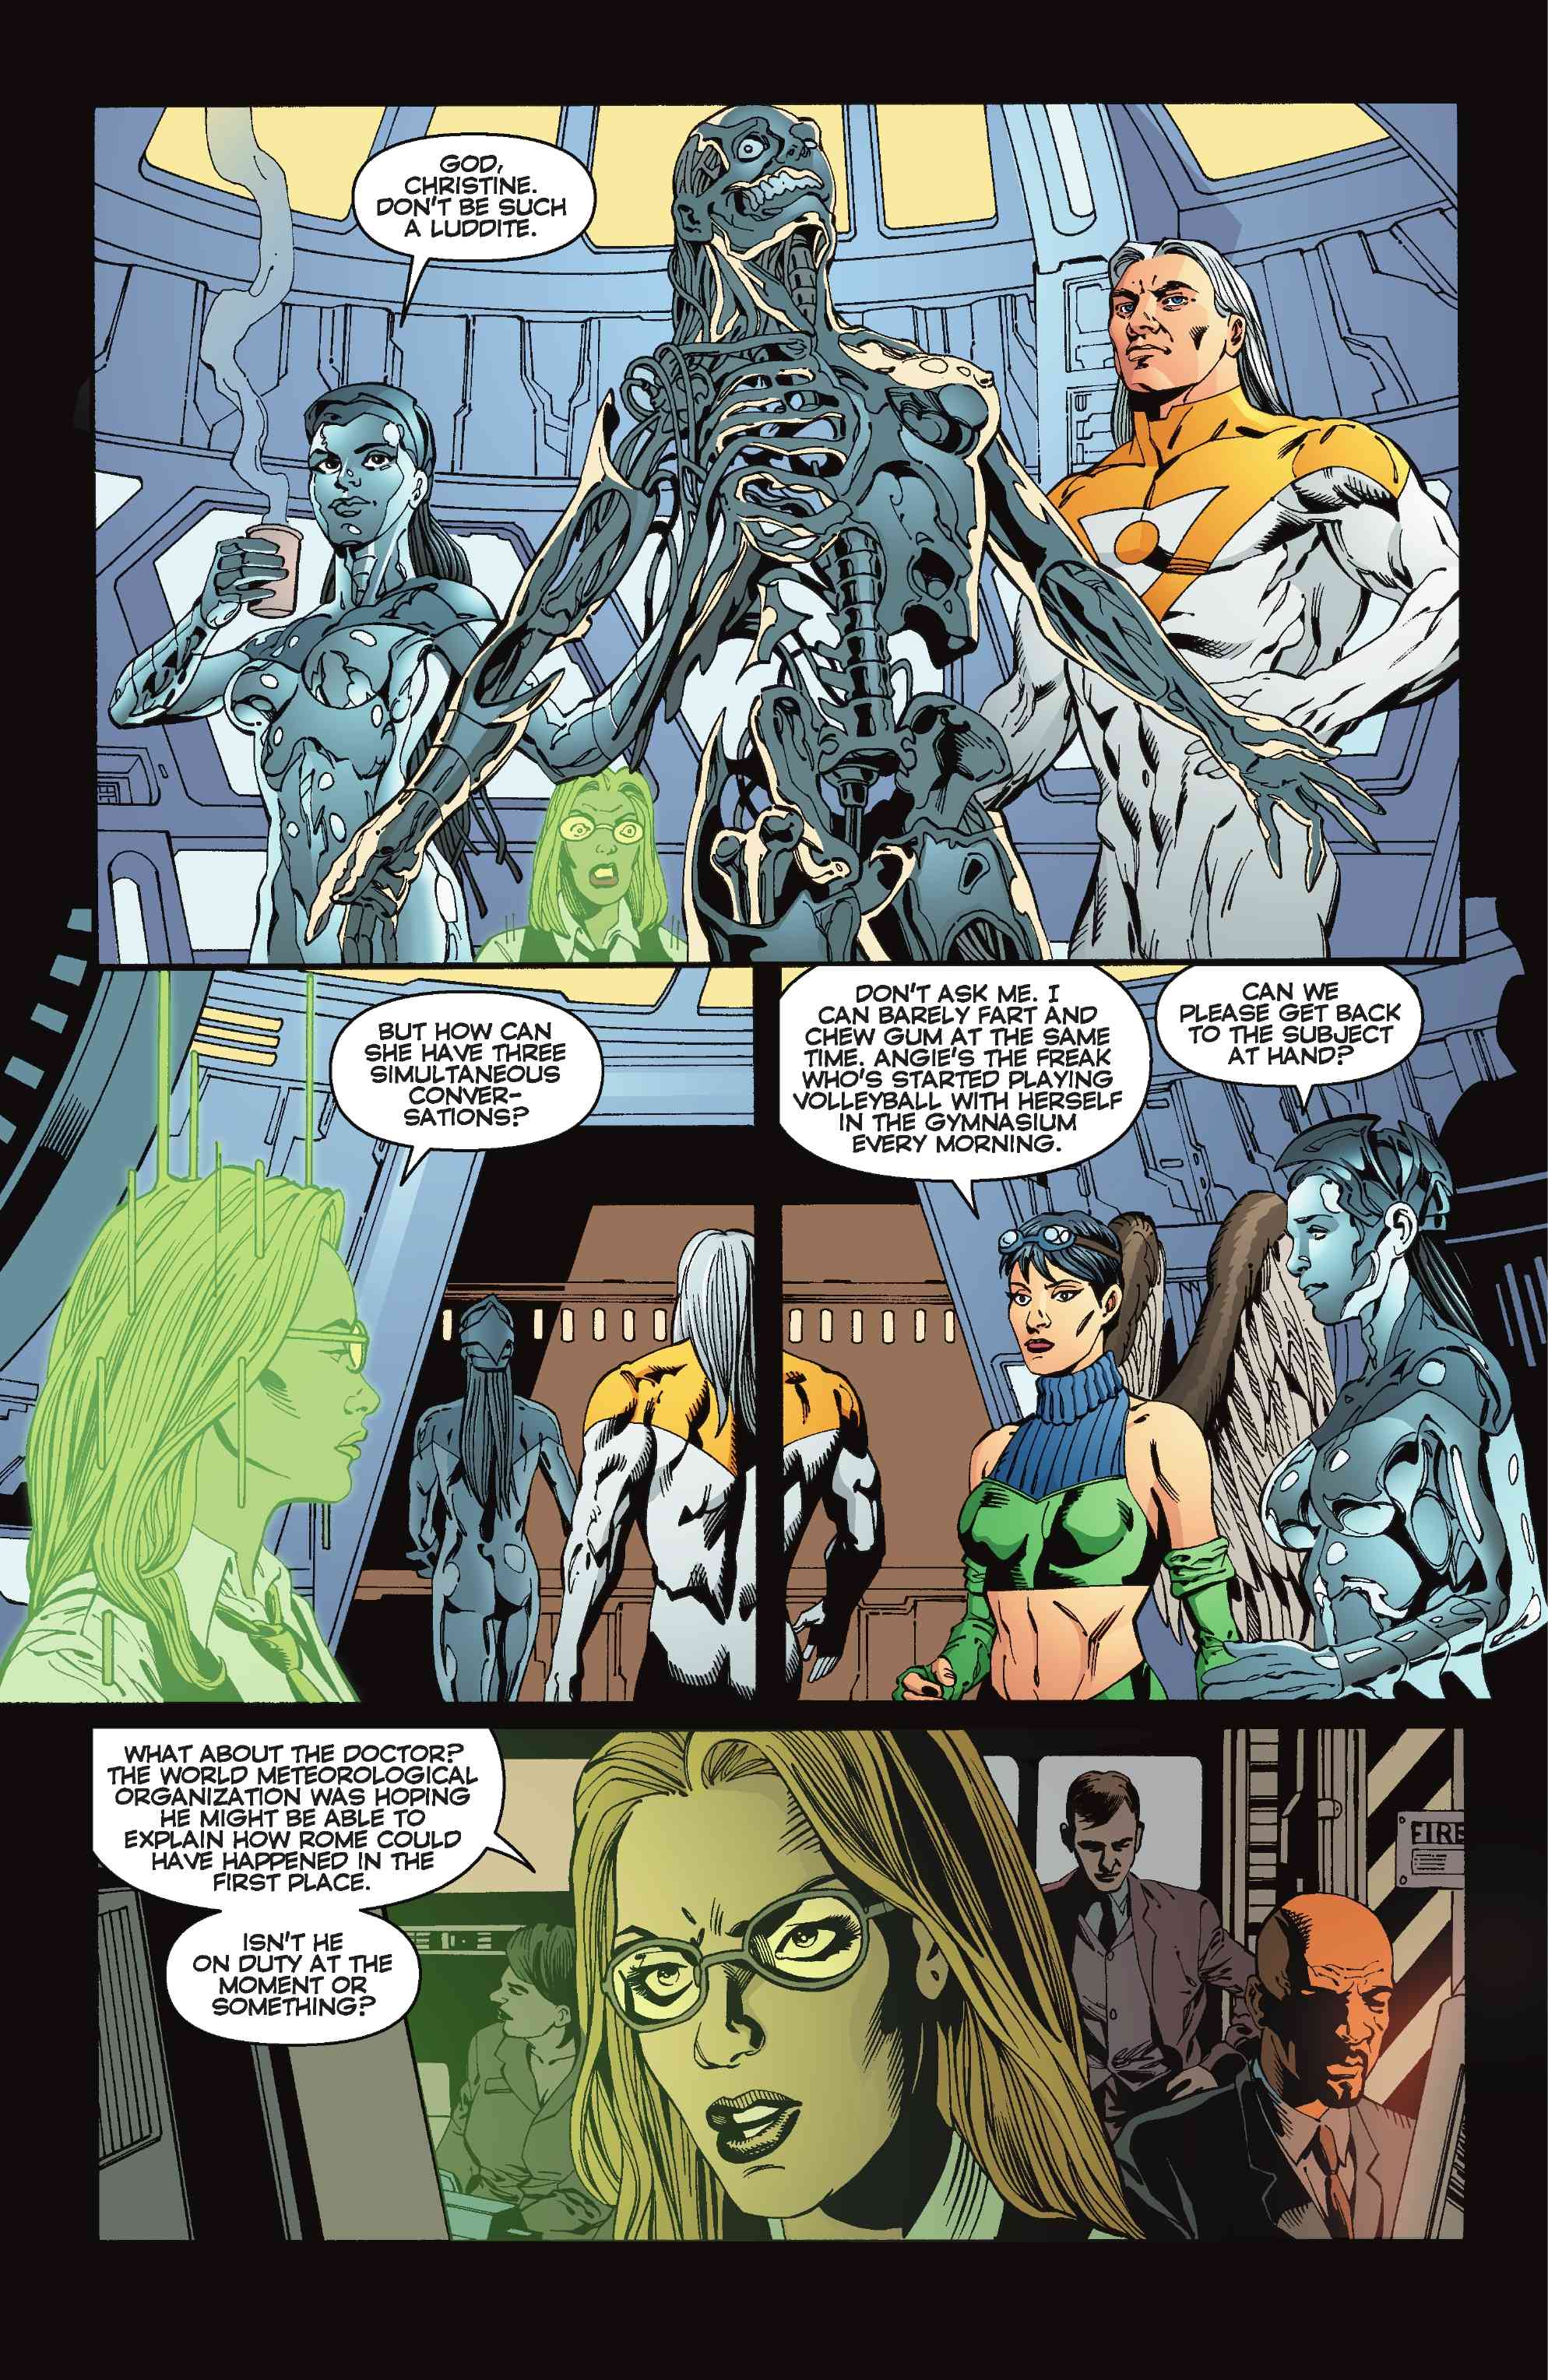 GOD,
CHRISTINE.
DON'T BE SUCH
A LUDDITE.
BUT HOW CAN
SHE HAVE THREE
SIMULTANEOUS
CONVER-
SATIONS?
DON'T ASK ME. I
CAN BARELY FART AND
CHEW GUM AT THE SAME
TIME. ANGIE'S THE FREAK
WHO'S STARTED PLAYING
VOLLEYBALL WITH HERSELF
IN THE GYMNASIUM
EVERY MORNING.
CAN WE
PLEASE GET BACK
TO THE SUBJECT
AT HAND?
WHAT ABOUT THE DOCTOR?
THE WORLD METEOROLOGICAL
ORGANIZATION WAS HOPING
HE MIGHT BE ABLE TO
EXPLAIN HOW ROME COULD
HAVE HAPPENED IN THE
FIRST PLACE.
ISN'T HE
ON DUTY AT THE
MOMENT OR
SOMETHING?
FIRE